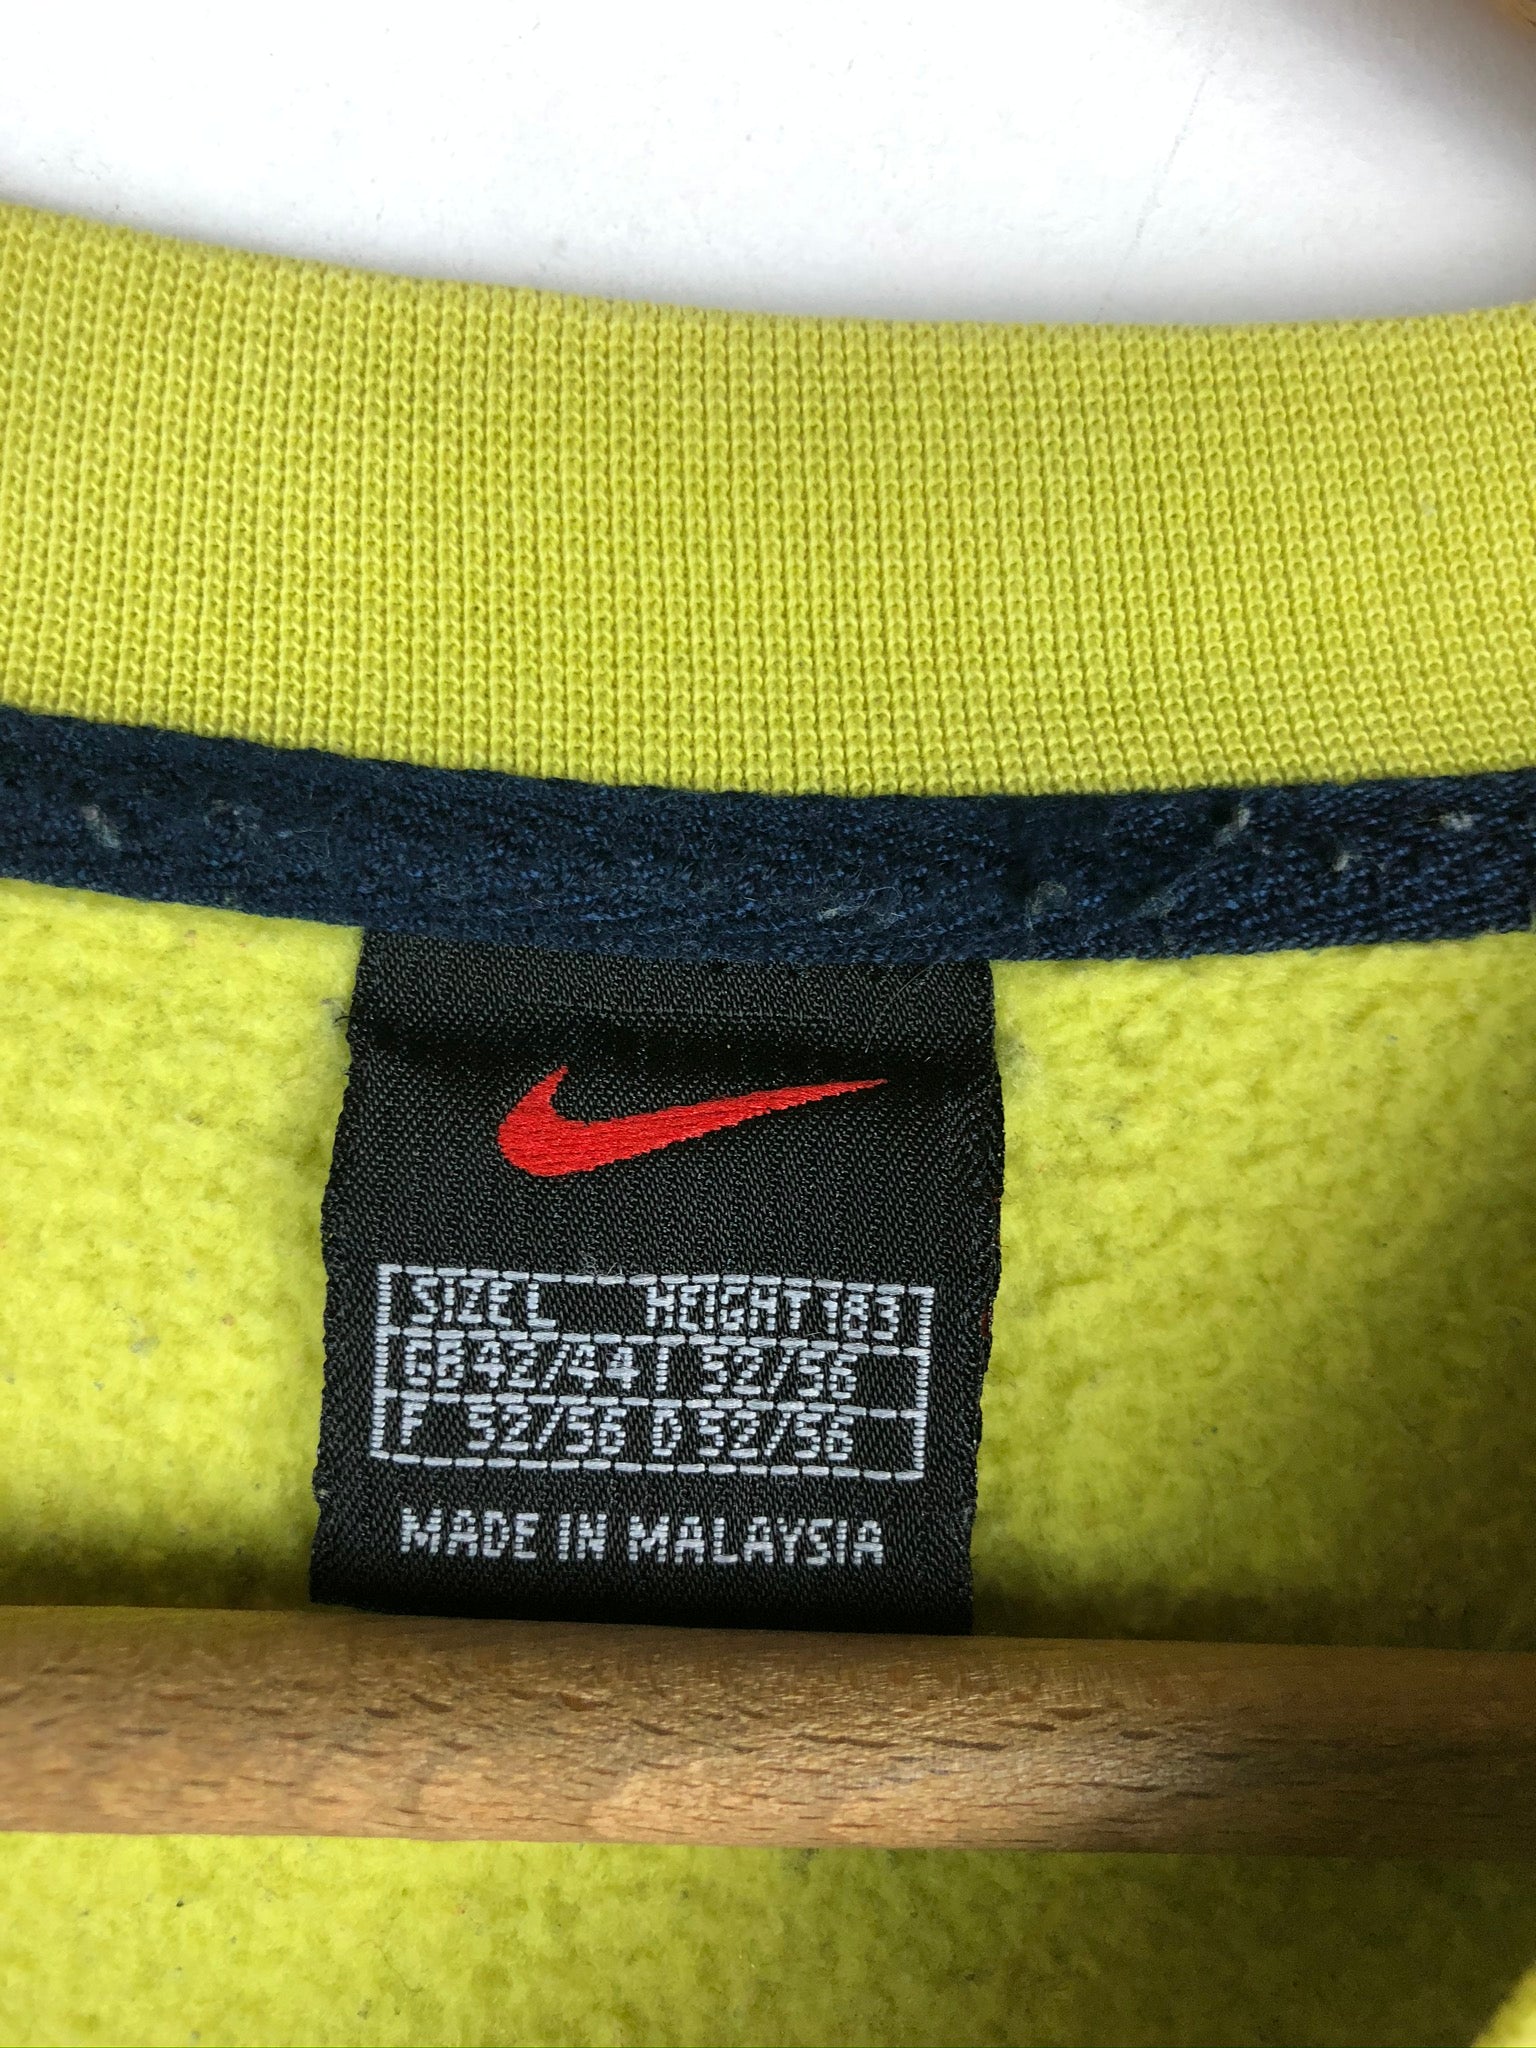 SIZE L HEIGHT 183
GB 42/44 I 52/56
F 52/56 D 52/56
MADE IN MALAYSIA